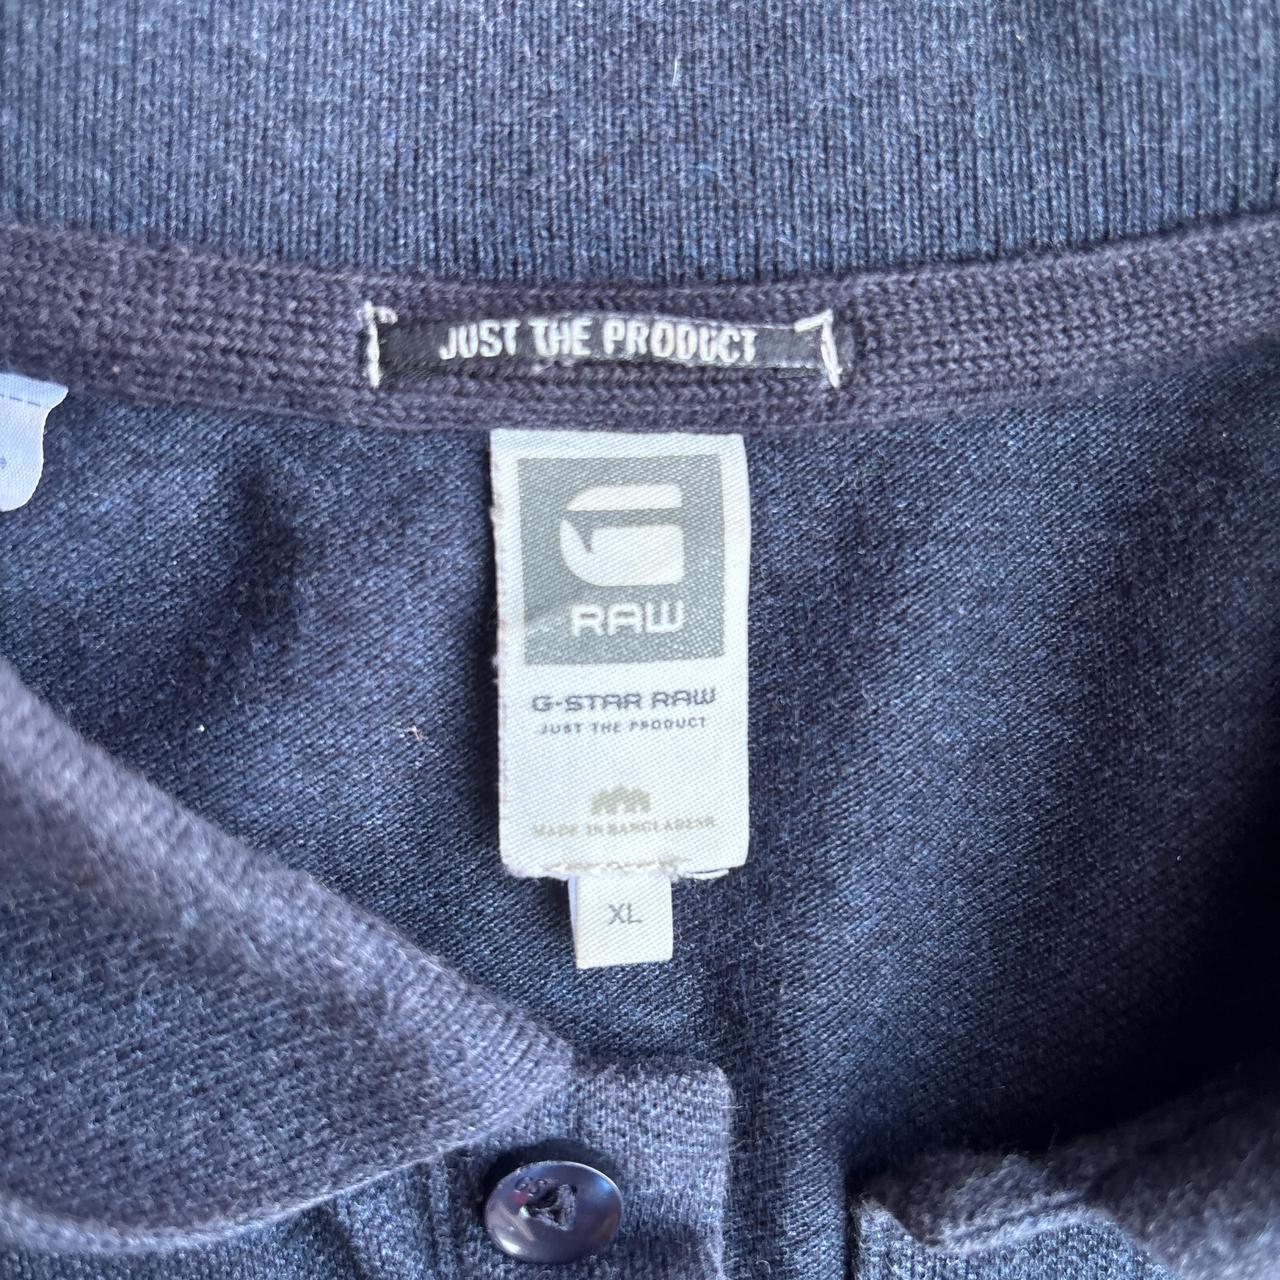 JUST THE PRODUCT
RAW
G-STAR RAW
JUST THE PRODUCT
MADE IN BANGLADESH
XL